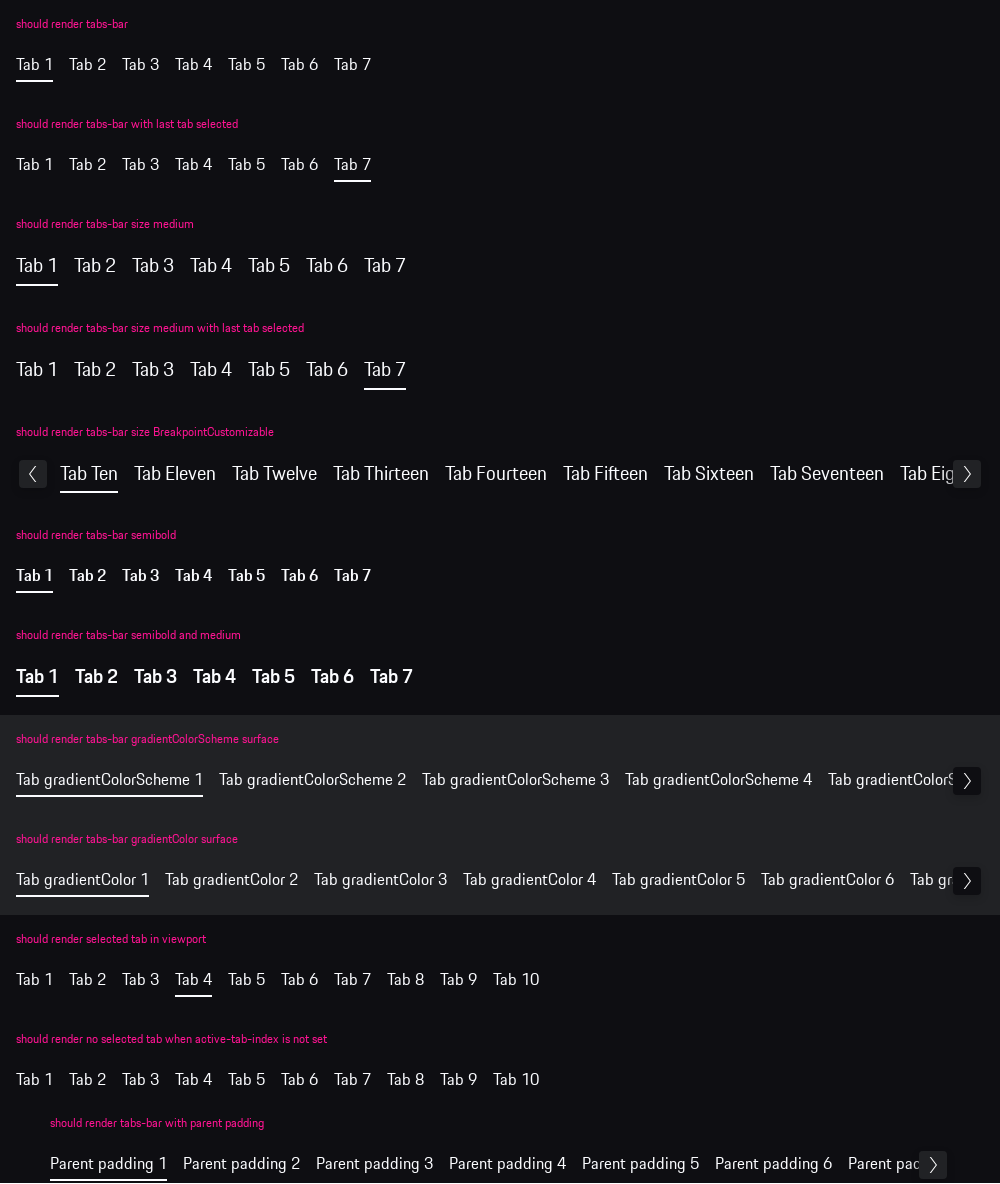 should render tabs-bar
Tab 1 Tab 2 Tab 3 Tab 4 Tab 5 Tab 6 Tab 7
should render tabs-bar with last tab selected
Tab 1 Tab 2 Tab 3 Tab 4 Tab 5 Tab 6 Tab 7
should render tabs-bar size medium
Tab 1 Tab 2 Tab 3 Tab 4 Tab 5 Tab 6 Tab 7
should render tabs-bar size medium with last tab selected
Tab 1 Tab 2 Tab 3 Tab 4 Tab 5 Tab 6 Tab 7
should render tabs-bar size BreakpointCustomizable
Tab Ten Tab Eleven Tab Twelve Tab Thirteen Tab Fourteen Tab Fifteen Tab Sixteen Tab Seventeen Tab Eig
should render tabs-bar semibold
Tab 1 Tab 2 Tab 3 Tab 4 Tab 5 Tab 6 Tab 7
should render tabs-bar semibold and medium
Tab 1 Tab 2 Tab 3 Tab 4 Tab 5 Tab 6 Tab 7
should render tabs-bar gradientColorScheme surface
Tab gradientColorScheme 1 Tab gradientColorScheme 2 Tab gradientColorScheme 3 Tab gradientColorScheme 4 Tab gradientColorS
should render tabs-bar gradientColor surface
Tab gradientColor 1 Tab gradientColor 2 Tab gradientColor 3 Tab gradientColor 4 Tab gradientColor 5 Tab gradientColor 6 Tab gr
should render selected tab in viewport
Tab 1 Tab 2 Tab 3 Tab 4 Tab 5 Tab 6 Tab 7 Tab 8 Tab 9 Tab 10
should render no selected tab when active-tab-index is not set
Tab 1 Tab 2 Tab 3 Tab 4 Tab 5 Tab 6 Tab 7 Tab 8 Tab 9 Tab 10
should render tabs-bar with parent padding
Parent padding 1 Parent padding 2 Parent padding 3 Parent padding 4 Parent padding 5 Parent padding 6 Parent pad